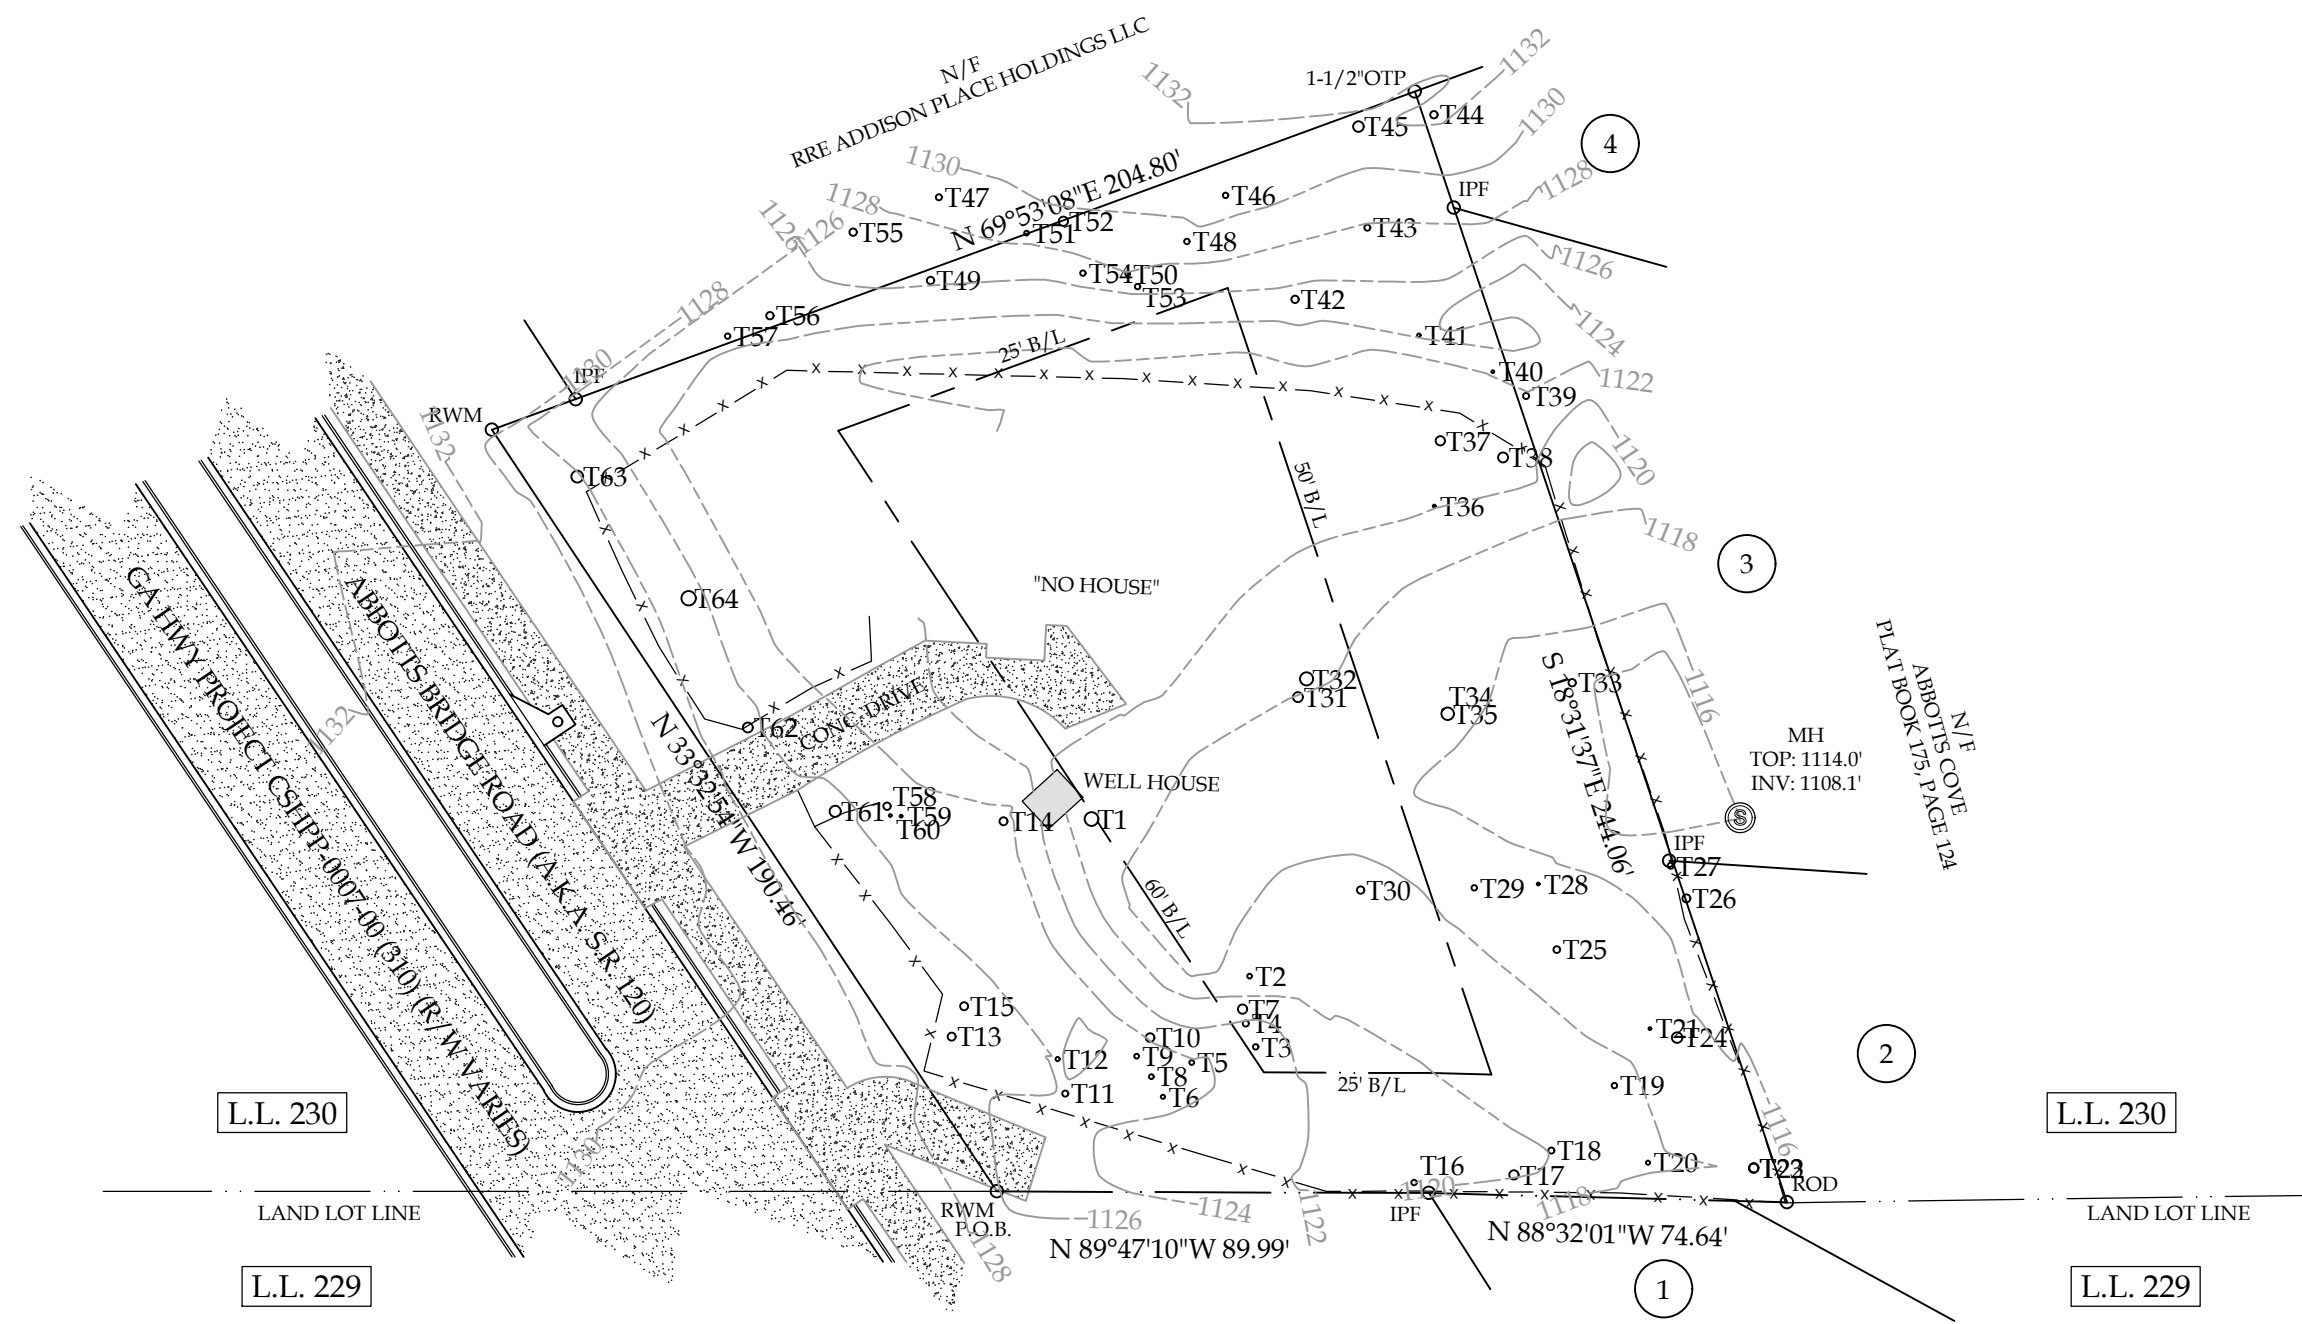 N/F
RRE ADDISON PLACE HOLDINGS LLC
1-1/2"OTP
1132
1132
T44
T45
1130
4
1130
N 69°53'08"E 204.80'
IPF
1128
T47
T46
1128
1126
1126
T55
T52
T51
T48
T43
1126
T49
T54
T50
T53
T42
1128
T56
T57
T41
1124
25' B/L
1130
IPF
T40
1122
T39
RWM
1132
T37
T38
1120
T63
50' B/L
T36
1118
"NO HOUSE"
3
T64
GA HWY PROJECT CSHPP-0007-00 (310) (R/W VARIES)
ABBOTTS BRIDGE ROAD (A.K.A. S.R. 120)
T32
T31
T33
T34
T35
S 18°31'37"E 244.06'
1116
N/F
ABBOTTS COVE
PLAT BOOK 175, PAGE 124
1132
N 33°32'54"W 190.46'
T62
CONC. DRIVE
MH
TOP: 1114.0'
INV: 1108.1'
S
WELL HOUSE
T58
T61
T59
T60
T14
T1
IPF
T27
60' B/L
T30
T29
T28
T26
T25
T2
T15
T7
T4
T21
T24
T13
T10
T3
2
T12
T9
T5
T8
25' B/L
T19
T11
T6
L.L. 230
L.L. 230
1116
1130
T18
T16
T20
T23
T17
ROD
1120
1118
LAND LOT LINE
RWM
P.O.B.
1128
1126
1124
1122
IPF
LAND LOT LINE
N 89°47'10"W 89.99'
N 88°32'01"W 74.64'
L.L. 229
1
L.L. 229